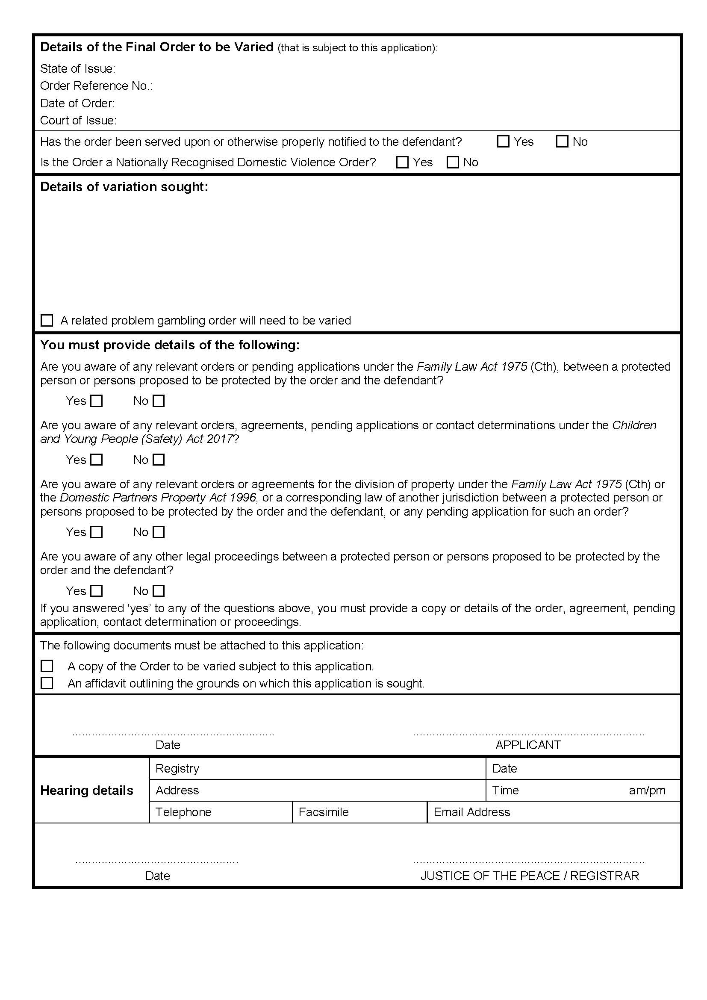 Details of the Final Order to be Varied (that is subject to this application):
State of Issue:
Order Reference No.:
Date of Order:
Court of Issue:
Has the order been served upon or otherwise properly notified to the defendant? Yes No
Is the Order a Nationally Recognised Domestic Violence Order? Yes No
Details of variation sought:
A related problem gambling order will need to be varied
You must provide details of the following:
Are you aware of any relevant orders or pending applications under the Family Law Act 1975 (Cth), between a protected
person or persons proposed to be protected by the order and the defendant?
Yes No
Are you aware of any relevant orders, agreements, pending applications or contact determinations under the Children
and Young People (Safety) Act 2017?
Yes No
Are you aware of any relevant orders or agreements for the division of property under the Family Law Act 1975 (Cth) or
the Domestic Partners Property Act 1996, or a corresponding law of another jurisdiction between a protected person or
persons proposed to be protected by the order and the defendant, or any pending application for such an order?
Yes No
Are you aware of any other legal proceedings between a protected person or persons proposed to be protected by the
order and the defendant?
Yes No
If you answered ‘yes’ to any of the questions above, you must provide a copy or details of the order, agreement, pending
application, contact determination or proceedings.
The following documents must be attached to this application:
A copy of the Order to be varied subject to this application.
An affidavit outlining the grounds on which this application is sought.
Date APPLICANT
Hearing details
Registry Date
Address Time am/pm
Telephone Facsimile Email Address
Date JUSTICE OF THE PEACE / REGISTRAR